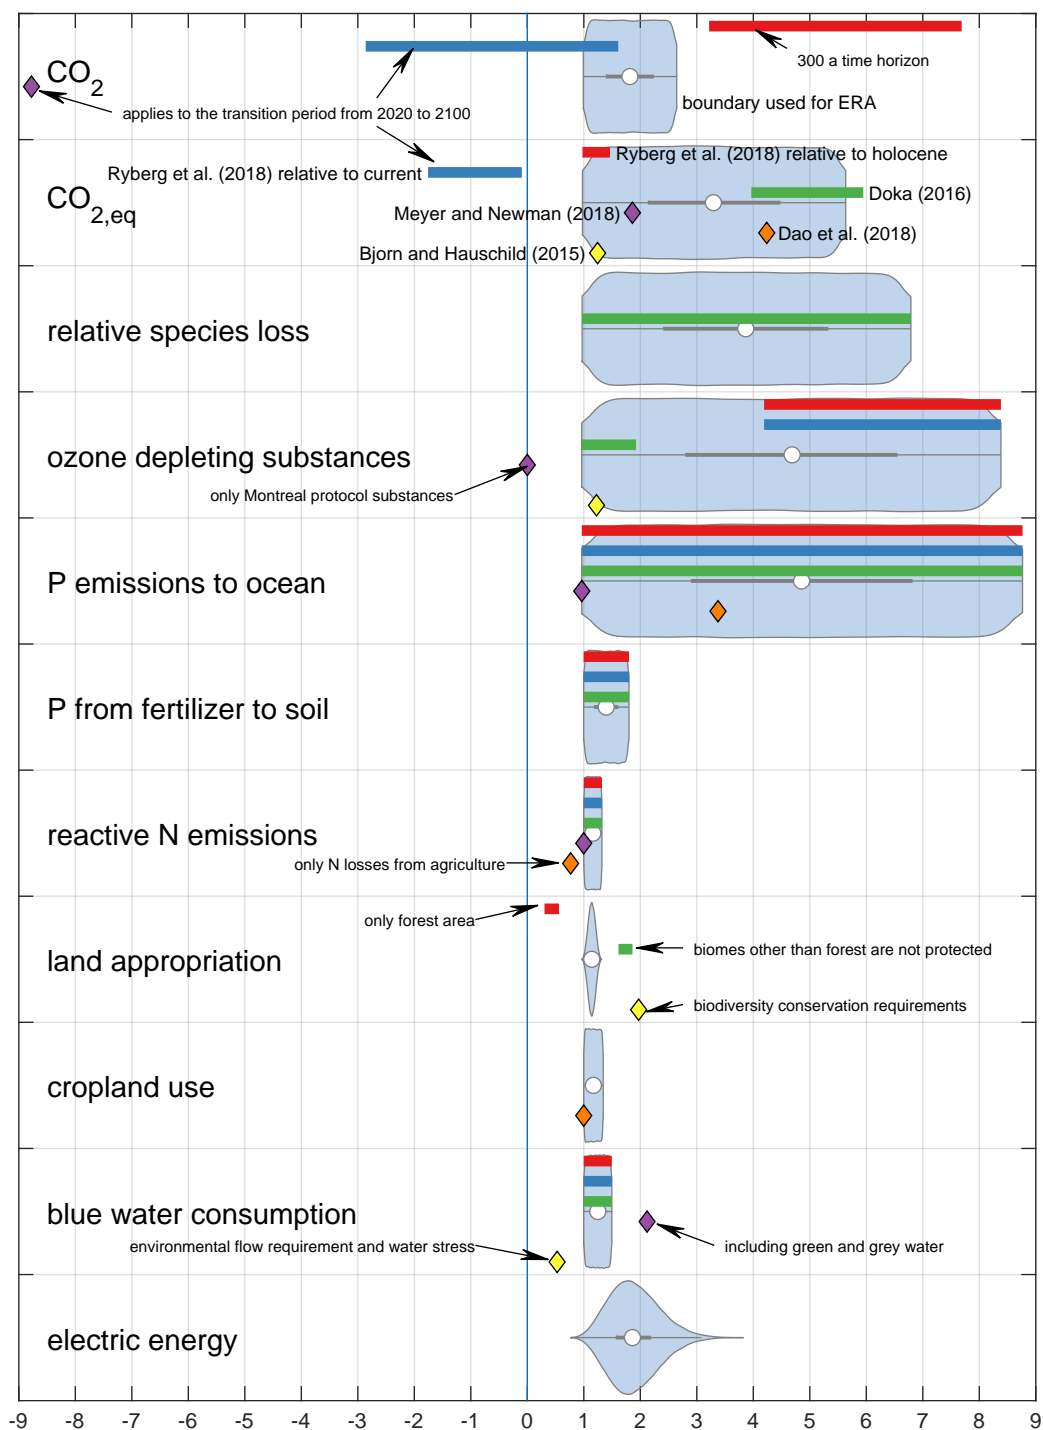 300 a time horizon
CO2
boundary used for ERA
applies to the transition period from 2020 to 2100
Ryberg et al. (2018) relative to holocene
Ryberg et al. (2018) relative to current
Doka (2016)
CO2,eq
Meyer and Newman (2018)
Dao et al. (2018)
Bjorn and Hauschild (2015)
relative species loss
ozone depleting substances
only Montreal protocol substances
P emissions to ocean
P from fertilizer to soil
reactive N emissions
only N losses from agriculture
only forest area
biomes other than forest are not protected
land appropriation
biodiversity conservation requirements
cropland use
blue water consumption
environmental flow requirement and water stress
including green and grey water
electric energy
-9 -8 -7 -6 -5 -4 -3 -2 -1 0 1 2 3 4 5 6 7 8 9